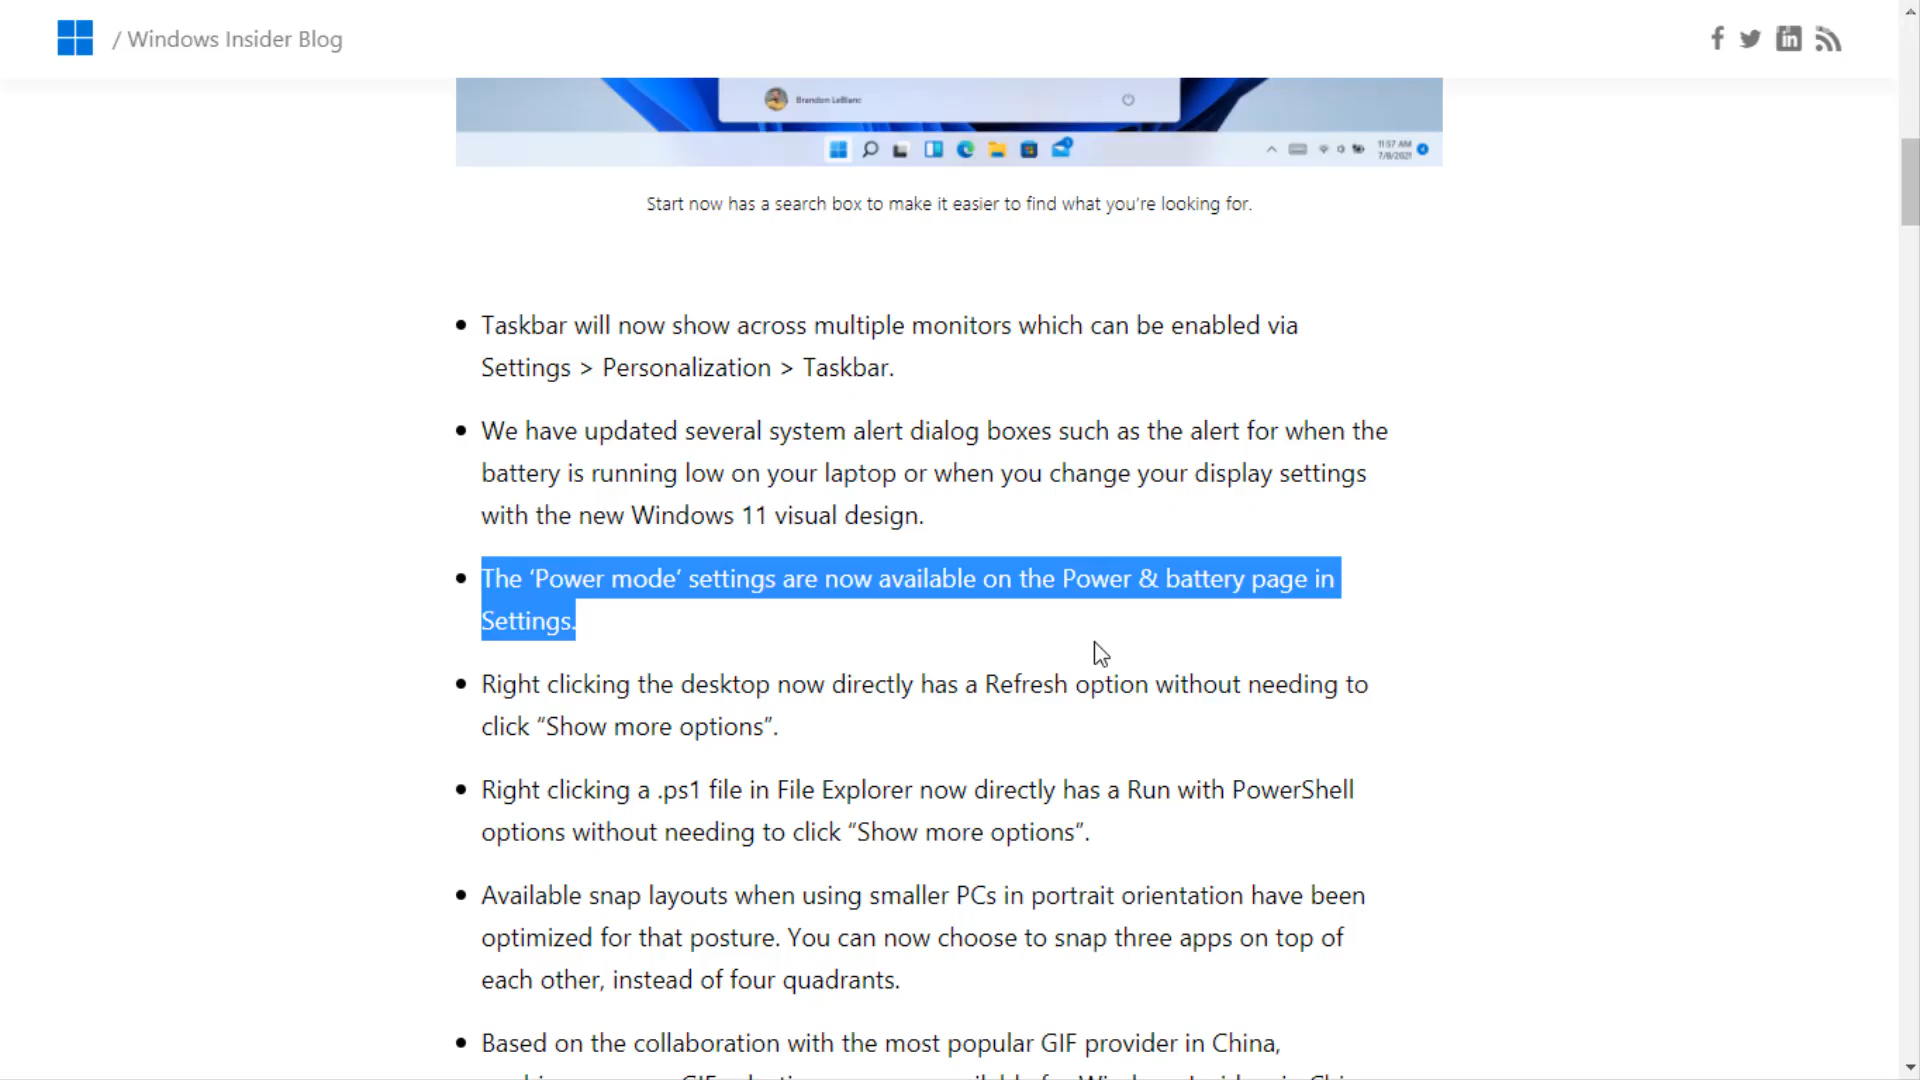 / Windows Insider Blog
Brandon LeBlanc
11:57 AM
7/8/2021
Start now has a search box to make it easier to find what you’re looking for.
Taskbar will now show across multiple monitors which can be enabled via
Settings > Personalization > Taskbar.
We have updated several system alert dialog boxes such as the alert for when the
battery is running low on your laptop or when you change your display settings
with the new Windows 11 visual design.
The ‘Power mode’ settings are now available on the Power & battery page in
Settings.
Right clicking the desktop now directly has a Refresh option without needing to
click “Show more options”.
Right clicking a .ps1 file in File Explorer now directly has a Run with PowerShell
options without needing to click “Show more options”.
Available snap layouts when using smaller PCs in portrait orientation have been
optimized for that posture. You can now choose to snap three apps on top of
each other, instead of four quadrants.
Based on the collaboration with the most popular GIF provider in China,